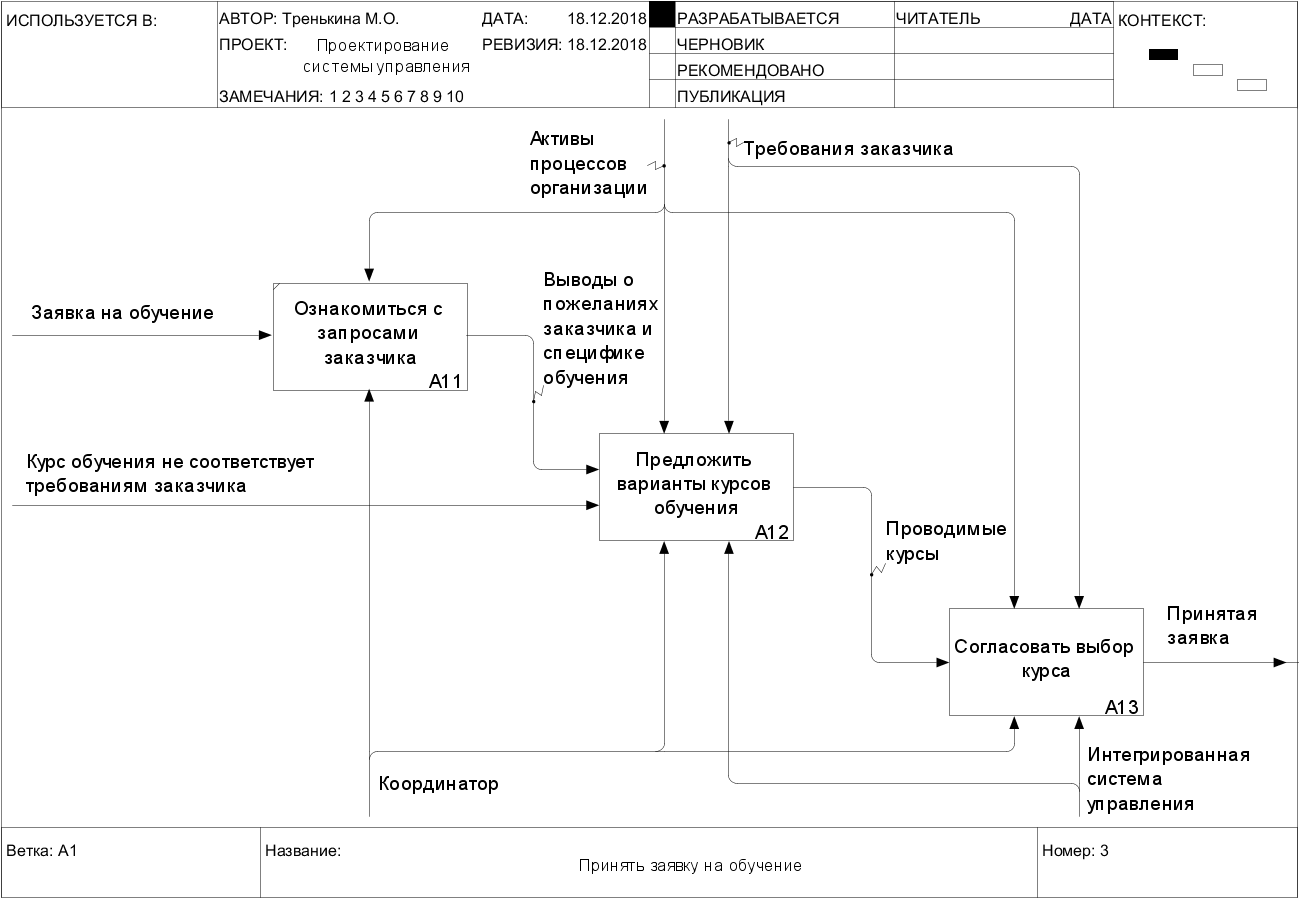 ИСПОЛЬЗУЕТСЯ В:
АВТОР: Тренькина М.О.
ДАТА: 18.12.2018
ПРОЕКТ: Проектирование
системы управления
РЕВИЗИЯ: 18.12.2018
ЗАМЕЧАНИЯ: 1 2 3 4 5 6 7 8 9 10
РАЗРАБАТЫВАЕТСЯ
ЧЕРНОВИК
РЕКОМЕНДОВАНО
ПУБЛИКАЦИЯ
ЧИТАТЕЛЬ ДАТА
КОНТЕКСТ:
Активы
процессов
организации
Требования заказчика
Заявка на обучение
Ознакомиться с
запросами
заказчика
A11
Выводы о
пожеланиях
заказчика и
специфике
обучения
Курс обучения не соответствует
требованиям заказчика
Предложить
варианты курсов
обучения
A12
Проводимые
курсы
Согласовать выбор
курса
A13
Принятая
заявка
Координатор
Интегрированная
система
управления
Ветка: A1
Название:
Принять заявку на обучение
Номер: 3